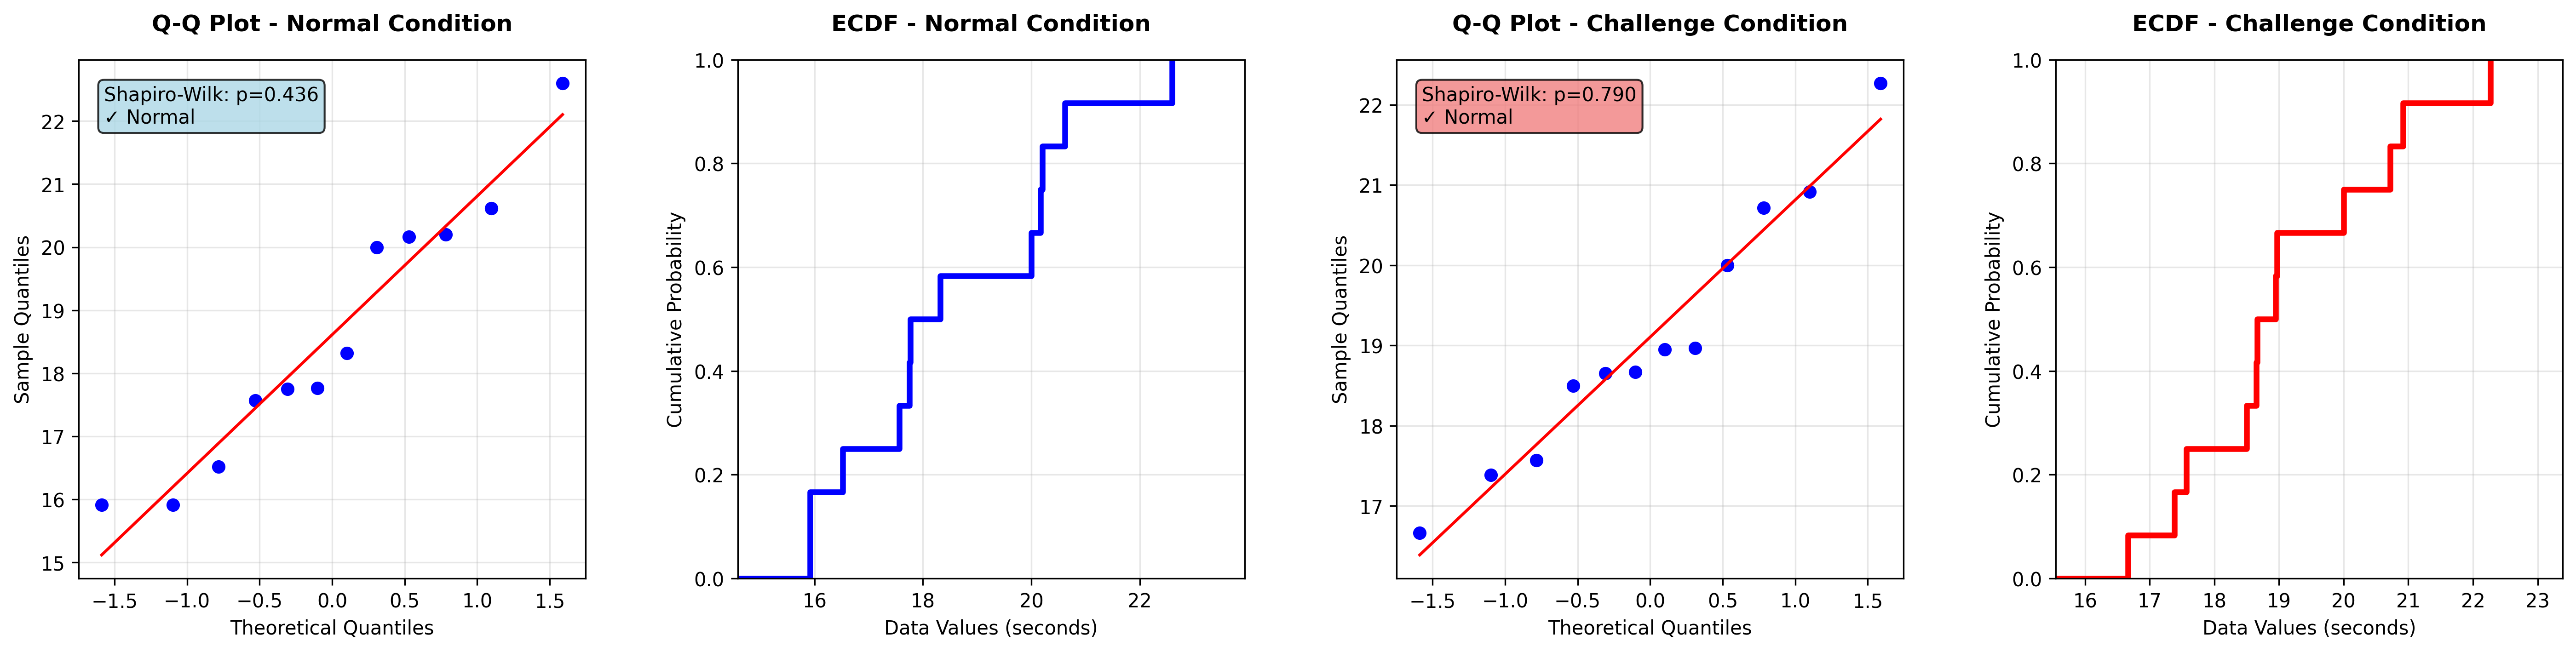 Q-Q Plot - Normal Condition
Shapiro-Wilk: p=0.436
✓ Normal
22
21
20
19
18
17
16
15
Sample Quantiles
−1.5 −1.0 −0.5 0.0 0.5 1.0 1.5
Theoretical Quantiles
ECDF - Normal Condition
1.0
0.8
0.6
0.4
0.2
0.0
Cumulative Probability
16 18 20 22
Data Values (seconds)
Q-Q Plot - Challenge Condition
Shapiro-Wilk: p=0.790
✓ Normal
22
21
20
19
18
17
Sample Quantiles
−1.5 −1.0 −0.5 0.0 0.5 1.0 1.5
Theoretical Quantiles
ECDF - Challenge Condition
1.0
0.8
0.6
0.4
0.2
0.0
Cumulative Probability
16 17 18 19 20 21 22 23
Data Values (seconds)